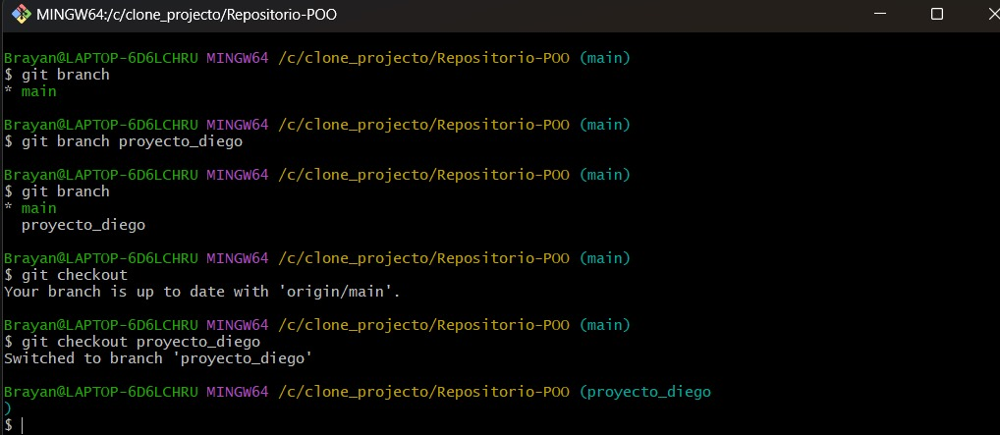 MINGW64:/c/clone_projecto/Repositorio-POO
Brayan@LAPTOP-6D6LCHRU MINGW64 /c/clone_projecto/Repositorio-POO (main)
$ git branch
* main
Brayan@LAPTOP-6D6LCHRU MINGW64 /c/clone_projecto/Repositorio-POO (main)
$ git branch proyecto_diego
Brayan@LAPTOP-6D6LCHRU MINGW64 /c/clone_projecto/Repositorio-POO (main)
$ git branch
* main
  proyecto_diego
Brayan@LAPTOP-6D6LCHRU MINGW64 /c/clone_projecto/Repositorio-POO (main)
$ git checkout
Your branch is up to date with 'origin/main'.
Brayan@LAPTOP-6D6LCHRU MINGW64 /c/clone_projecto/Repositorio-POO (main)
$ git checkout proyecto_diego
Switched to branch 'proyecto_diego'
Brayan@LAPTOP-6D6LCHRU MINGW64 /c/clone_projecto/Repositorio-POO (proyecto_diego
)
$